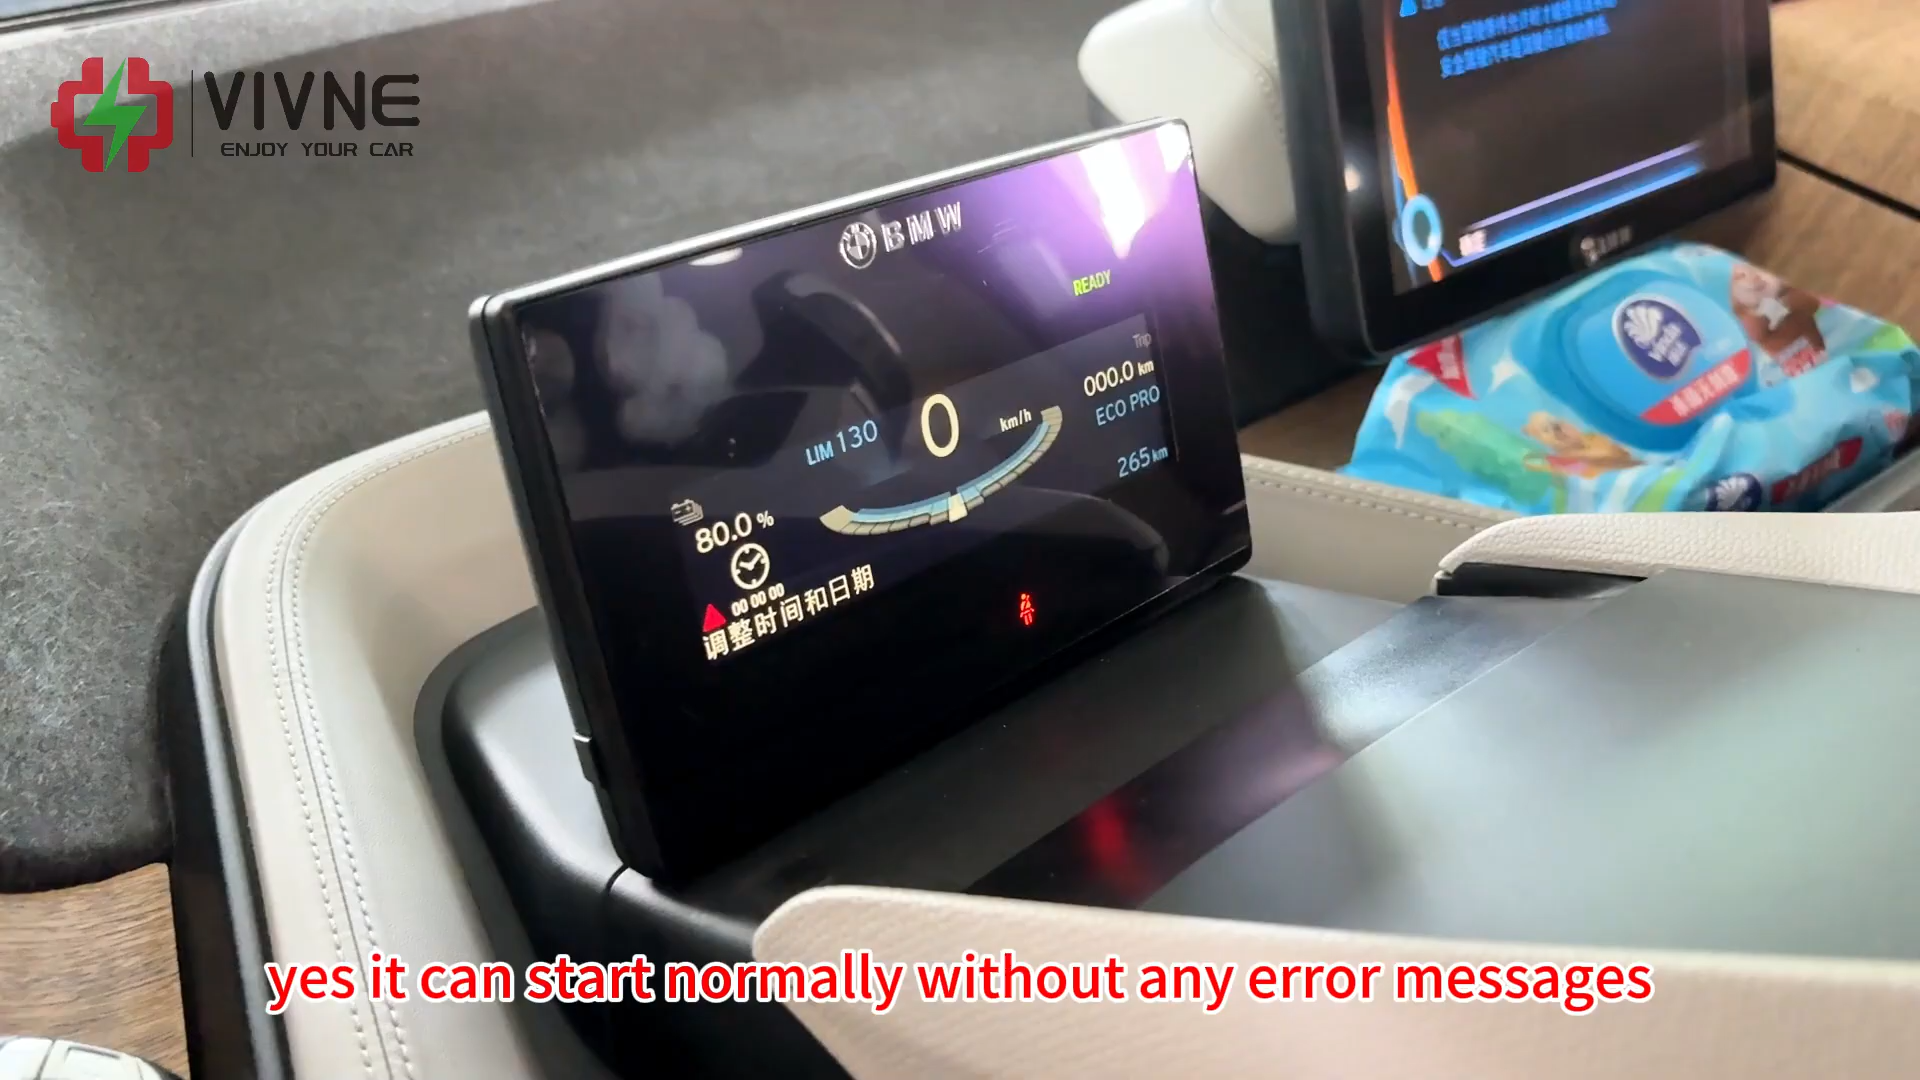 VIVNE
ENJOY YOUR CAR
BMW
READY
Trip
000.0 km
ECO PRO
265 km
LIM 130
0
km/h
80.0 %
00 00 00
调整时间和日期
yes it can start normally without any error messages